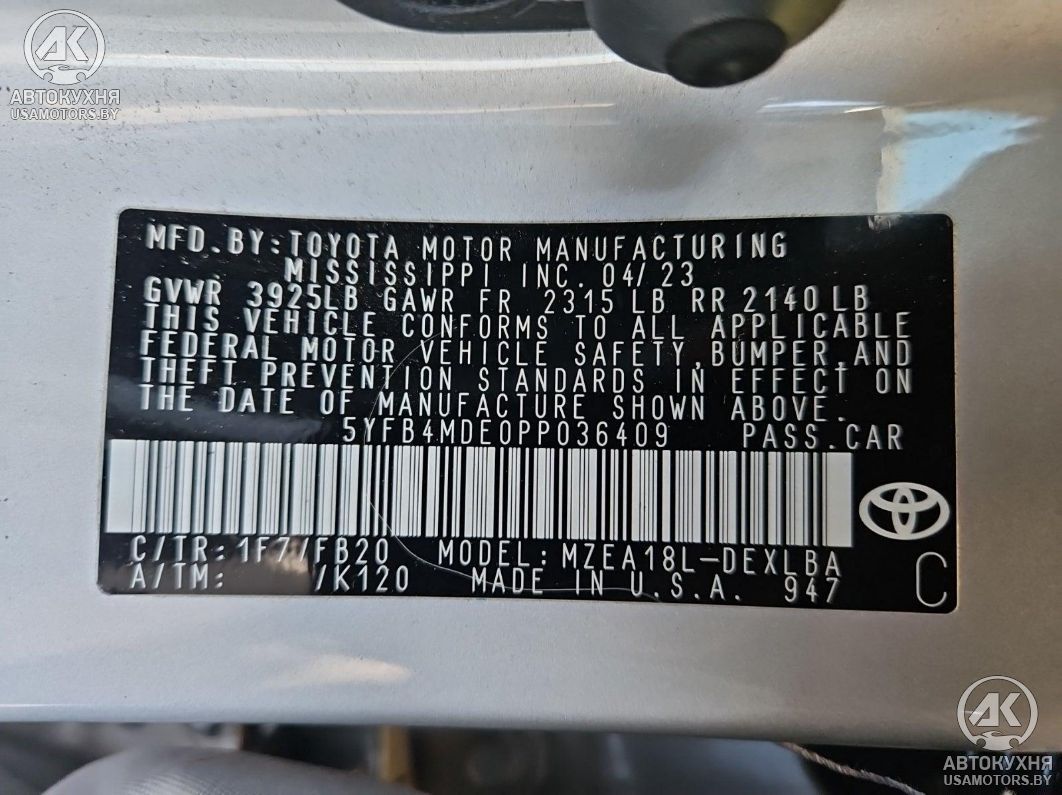 АК
АВТОКУХНЯ
USAMOTORS.BY
MFD.BY:TOYOTA MOTOR MANUFACTURING
MISSISSIPPI INC. 04/23
GVWR 3925LB GAWR FR 2315 LB RR 2140 LB
THIS VEHICLE CONFORMS TO ALL APPLICABLE
FEDERAL MOTOR VEHICLE SAFETY,BUMPER,AND
THEFT PREVENTION STANDARDS IN EFFECT ON
THE DATE OF MANUFACTURE SHOWN ABOVE.
5YFB4MDE0PP036409 PASS.CAR
C/TR:1F7/FB20 MODEL:MZEA18L-DEXLBA
A/TM: /K120 MADE IN U.S.A. 947
C
АК
АВТОКУХНЯ
USAMOTORS.BY